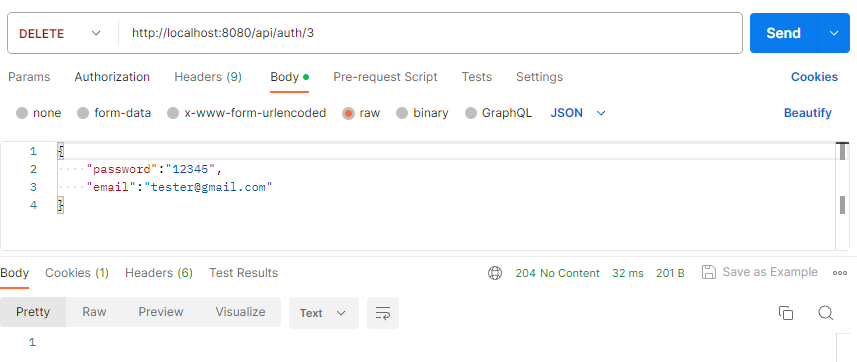 DELETE http://localhost:8080/api/auth/3 Send
Params Authorization Headers (9) Body Pre-request Script Tests Settings Cookies
none form-data x-www-form-urlencoded raw binary GraphQL JSON Beautify
1 {
2 ····"password":"12345",
3 ····"email":"tester@gmail.com"
4 }
Body Cookies (1) Headers (6) Test Results 204 No Content 32 ms 201 B Save as Example
Pretty Raw Preview Visualize Text
1